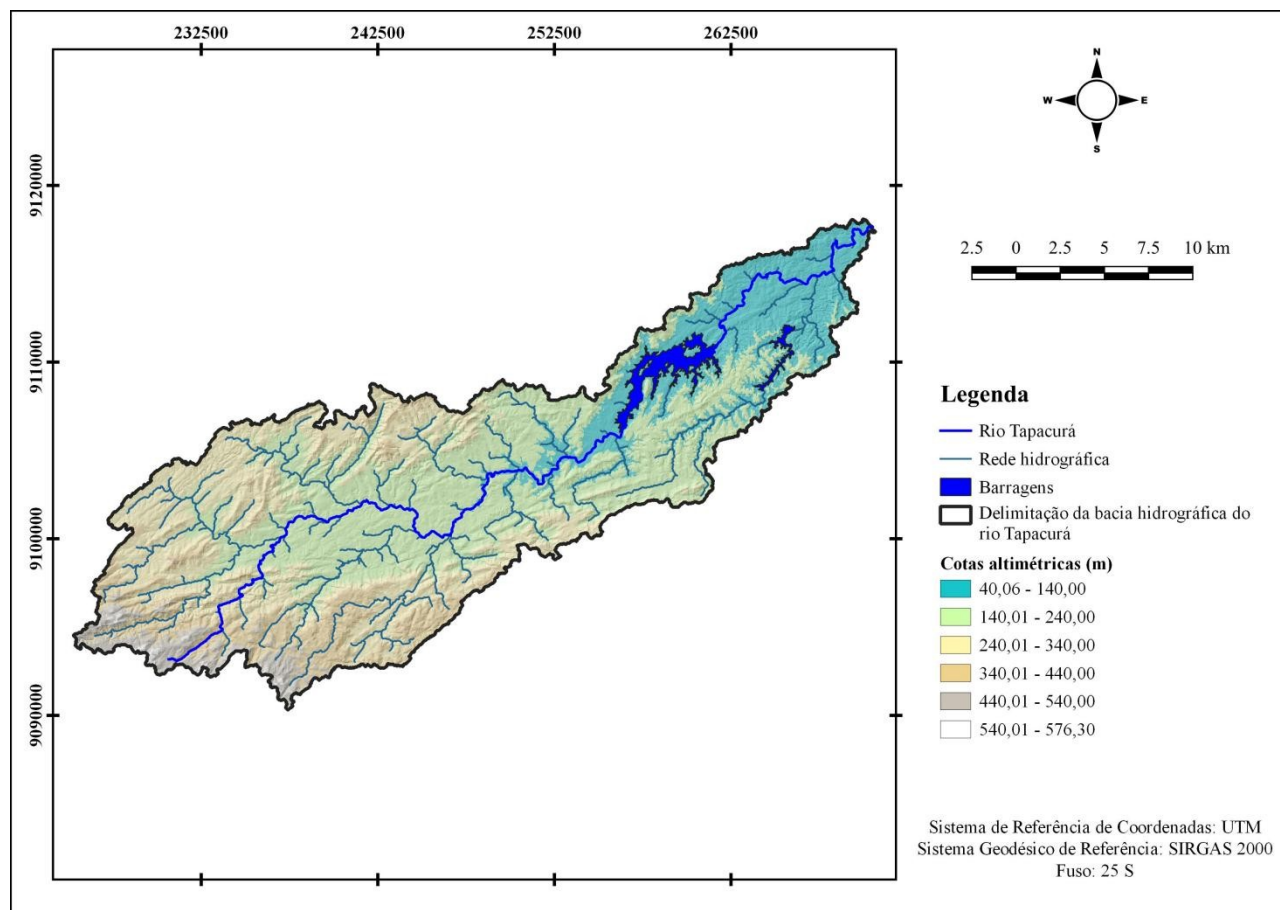 232500
242500
252500
262500
9120000
9110000
9100000
9090000
N
W
E
S
2.5 0 2.5 5 7.5 10 km
Legenda
Rio Tapacurá
Rede hidrográfica
Barragens
Delimitação da bacia hidrográfica do
rio Tapacurá
Cotas altimétricas (m)
40,06 - 140,00
140,01 - 240,00
240,01 - 340,00
340,01 - 440,00
440,01 - 540,00
540,01 - 576,30
Sistema de Referência de Coordenadas: UTM
Sistema Geodésico de Referência: SIRGAS 2000
Fuso: 25 S